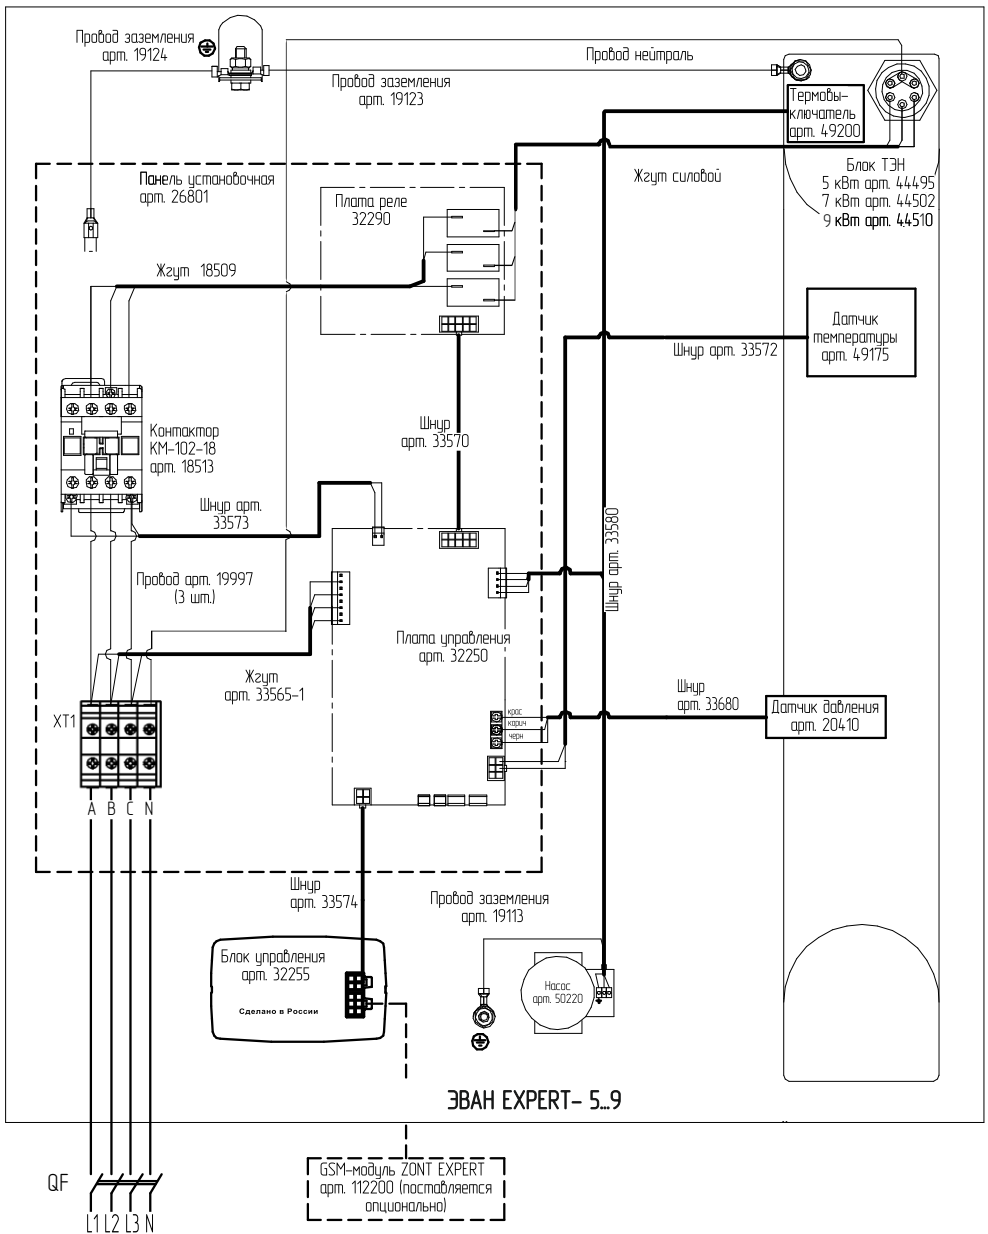 Провод заземления
арт. 19124
Провод нейтраль
Провод заземления
арт. 19123
Термовы-
ключатель
арт. 49200
Блок ТЭН
5 кВт арт. 44495
7 кВт арт. 44502
9 кВт арт. 44510
Жгут силовой
Панель установочная
арт. 26801
Плата реле
32290
Жгут 18509
Датчик
температуры
арт. 49175
Шнур арт. 33572
Шнур
арт. 33570
Контактор
КМ-102-18
арт. 18513
Шнур арт.
33573
Шнур арт. 33580
Провод арт. 19997
(3 шт.)
Плата управления
арт. 32250
Жгут
арт. 33565-1
Шнур
арт. 33680
Датчик давления
арт. 20410
XT1
крас
корич
черн
A B C N
Шнур
арт. 33574
Провод заземления
арт. 19113
Блок управления
арт. 32255
Сделано в России
Насос
арт. 50220
ЭВАН EXPERT- 5...9
GSM-модуль ZONT EXPERT
арт. 112200 (поставляется
опционально)
QF
L1 L2 L3 N